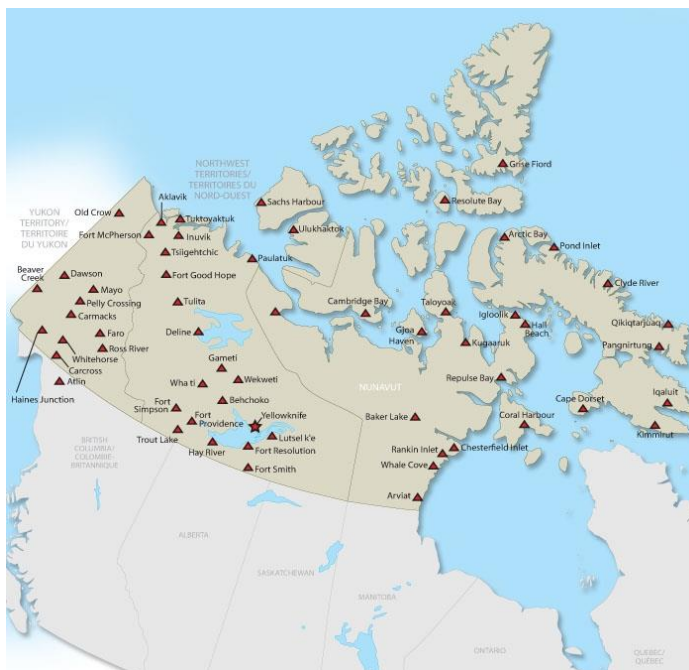 Grise Fiord
NORTHWEST
TERRITORIES/
TERRITOIRES DU
NORD-OUEST
Aklavik
Sachs Harbour
Resolute Bay
YUKON
TERRITORY/
TERRITOIRE
DU YUKON
Old Crow
Tuktoyaktuk
Ulukhaktok
Fort McPherson
Inuvik
Arctic Bay
Pond Inlet
Tsiigehtchic
Paulatuk
Beaver
Creek
Dawson
Fort Good Hope
Clyde River
Mayo
Pelly Crossing
Tulita
Cambridge Bay
Taloyoak
Carmacks
Igloolik
Hall
Beach
Qikiqtarjuaq
Faro
Deline
Gjoa
Haven
Kugaaruk
Pangnirtung
Ross River
Whitehorse
Carcross
Gameti
Atlin
Wha ti
Wekweti
Repulse Bay
NUNAVUT
Iqaluit
Haines Junction
Behchoko
Cape Dorset
Fort
Simpson
Fort
Providence
Yellowknife
Baker Lake
Coral Harbour
Kimmirut
Trout Lake
Lutsel k'e
Hay River
Fort Resolution
Rankin Inlet
Chesterfield Inlet
BRITISH
COLUMBIA/
COLOMBIE-
BRITANNIQUE
Fort Smith
Whale Cove
Arviat
ALBERTA
SASKATCHEWAN
MANITOBA
ONTARIO
QUEBEC/
QUÉBEC